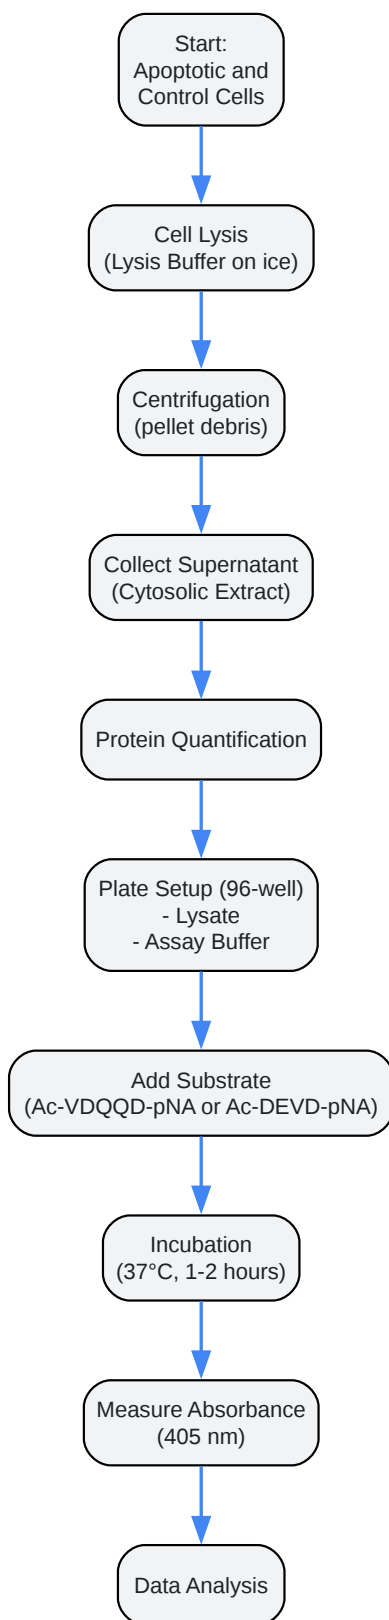 Start:
Apoptotic and
Control Cells
Cell Lysis
(Lysis Buffer on ice)
Centrifugation
(pellet debris)
Collect Supernatant
(Cytosolic Extract)
Protein Quantification
Plate Setup (96-well)
- Lysate
- Assay Buffer
Add Substrate
(Ac-VDQQD-pNA or Ac-DEVD-pNA)
Incubation
(37°C, 1-2 hours)
Measure Absorbance
(405 nm)
Data Analysis